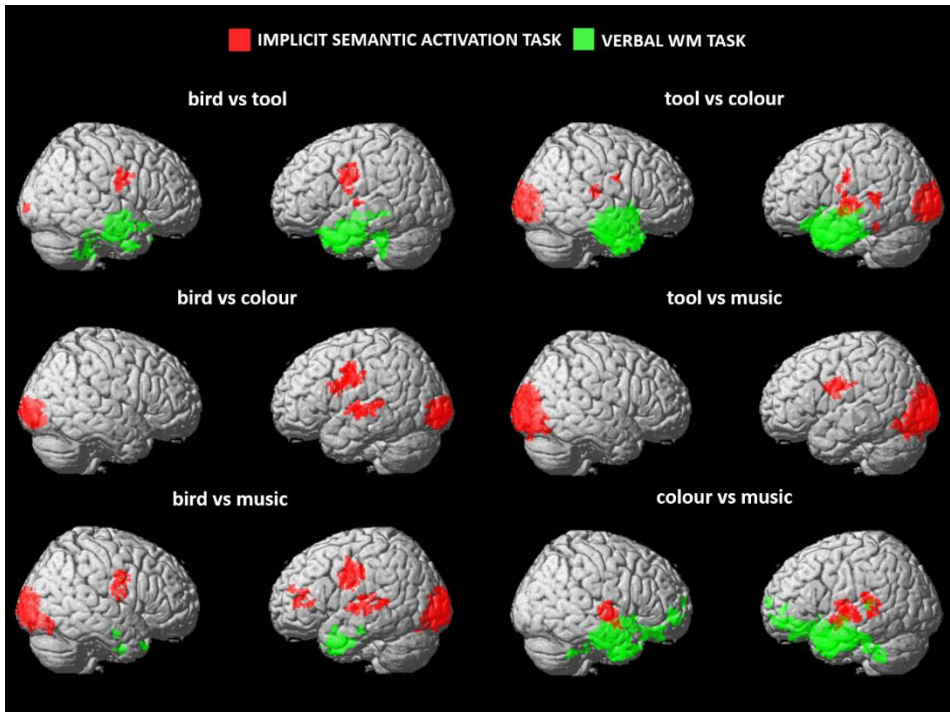 IMPLICIT SEMANTIC ACTIVATION TASK VERBAL WM TASK
bird vs tool tool vs colour
bird vs colour tool vs music
bird vs music colour vs music